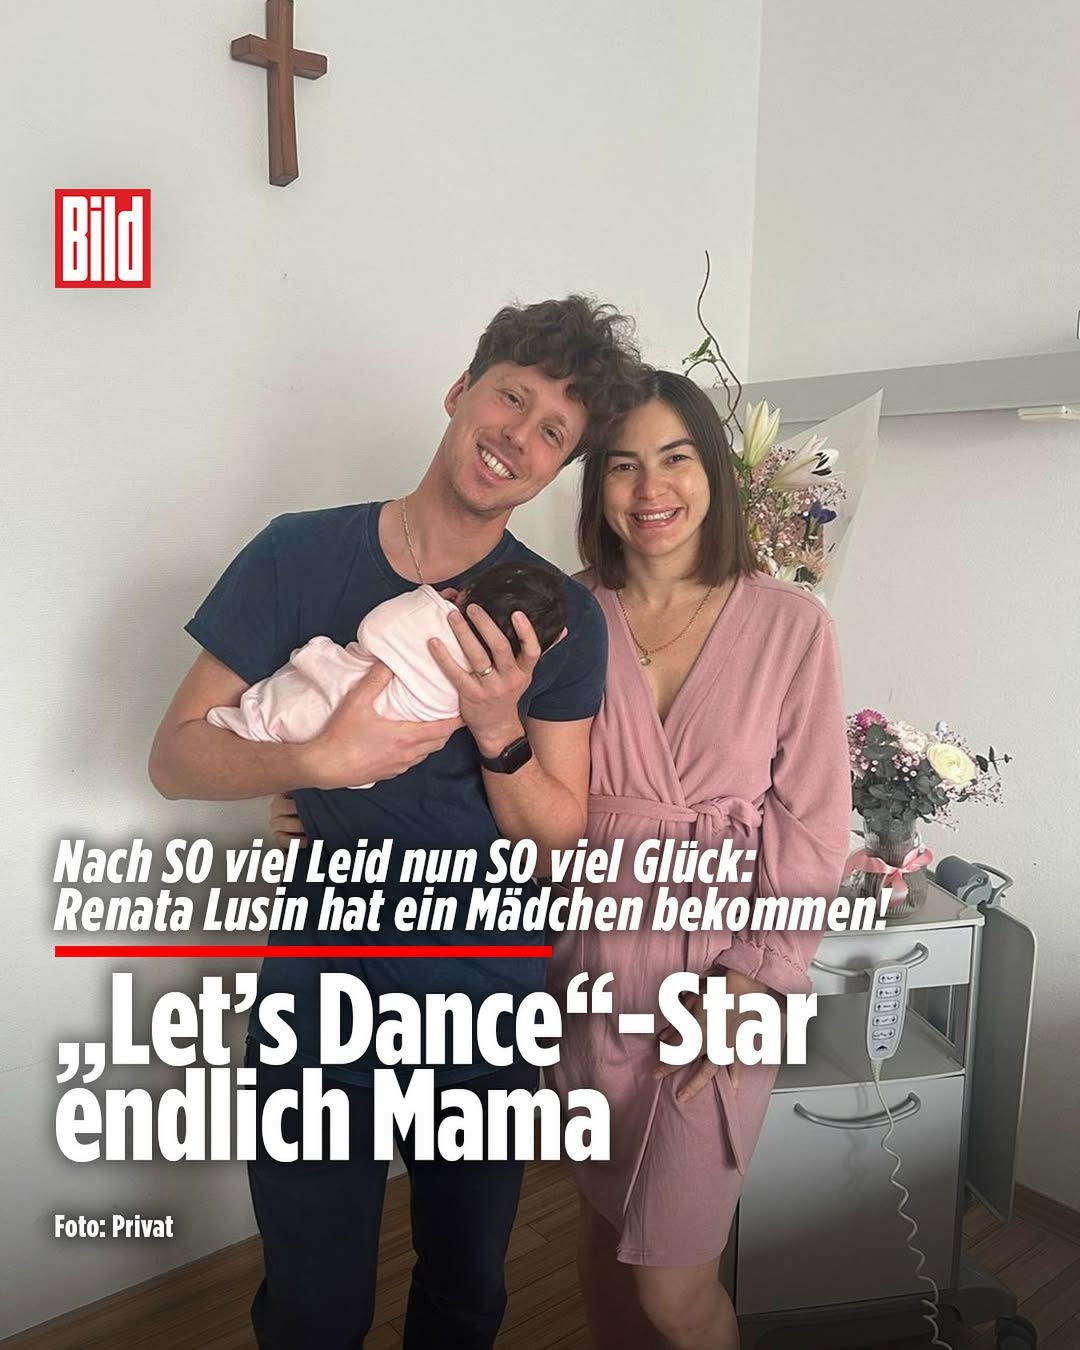 Bild
Nach SO viel Leid nun SO viel Glück:
Renata Lusin hat ein Mädchen bekommen!
„Let’s Dance“-Star
endlich Mama
Foto: Privat